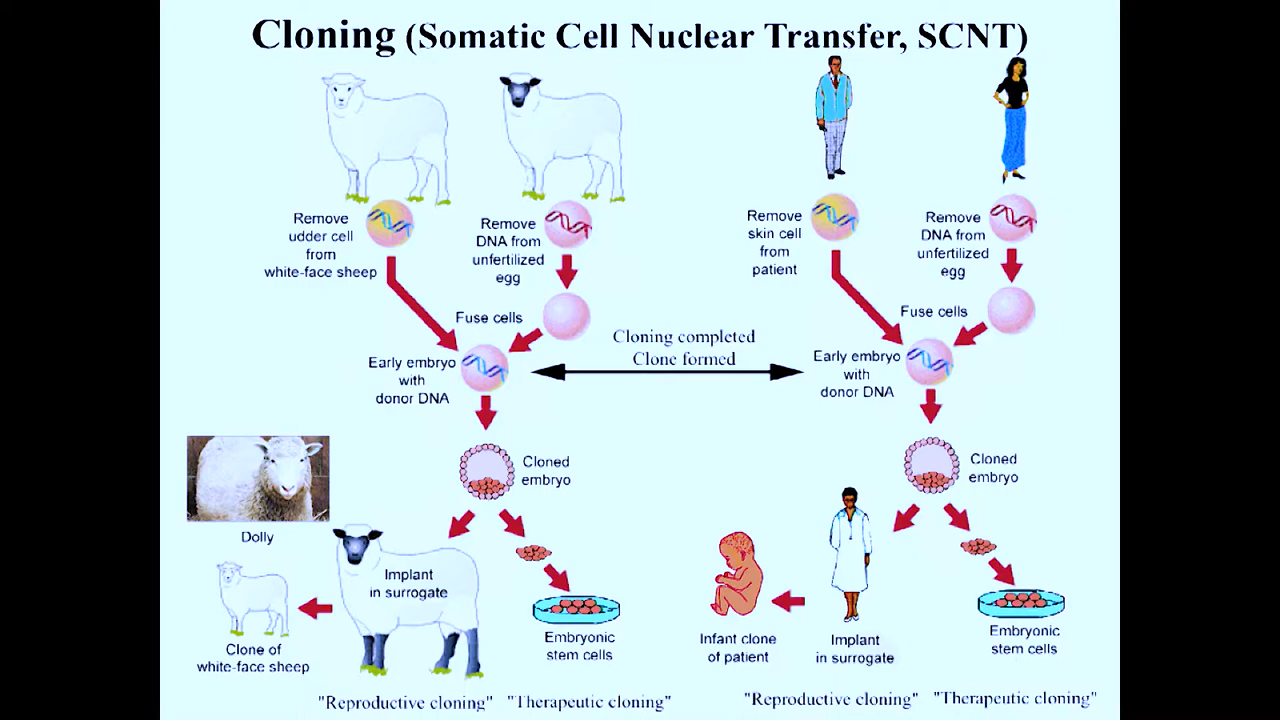 Cloning (Somatic Cell Nuclear Transfer, SCNT)
Remove
udder cell
from
white-face sheep
Remove
DNA from
unfertilized
egg
Fuse cells
Early embryo
with
donor DNA
Cloned
embryo
Dolly
Implant
in surrogate
Clone of
white-face sheep
Embryonic
stem cells
"Reproductive cloning"
"Therapeutic cloning"
Cloning completed
Clone formed
Remove
skin cell
from
patient
Remove
DNA from
unfertilized
egg
Fuse cells
Early embryo
with
donor DNA
Cloned
embryo
Infant clone
of patient
Implant
in surrogate
Embryonic
stem cells
"Reproductive cloning"
"Therapeutic cloning"